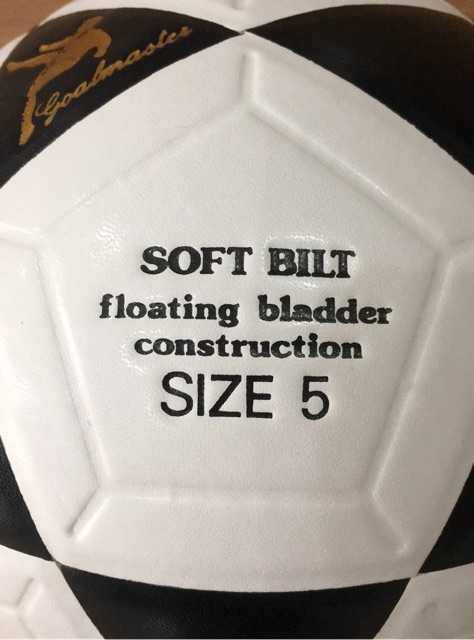 Goalmaster
SOFT BILT
floating bladder
construction
SIZE 5